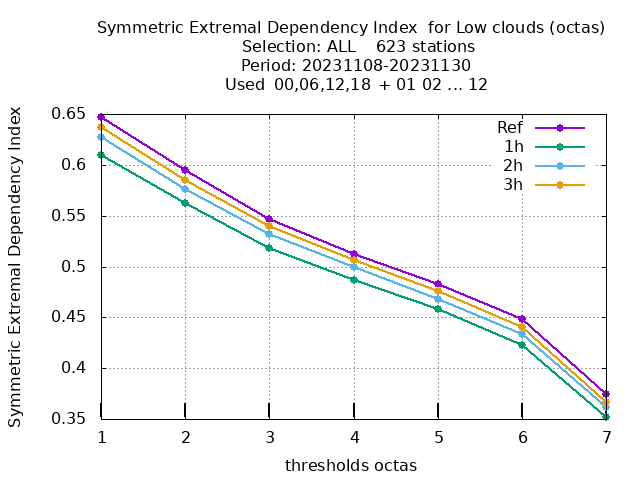 Symmetric Extremal Dependency Index for Low clouds (octas)
Selection: ALL 623 stations
Period: 20231108-20231130
Used 00,06,12,18 + 01 02 ... 12
Symmetric Extremal Dependency Index
0.65
0.6
0.55
0.5
0.45
0.4
0.35
Ref
1h
2h
3h
1 2 3 4 5 6 7
thresholds octas